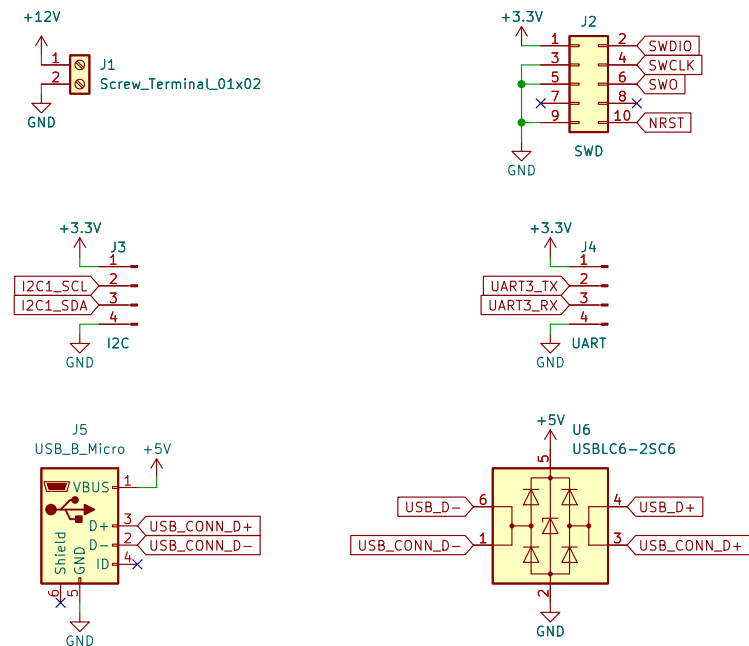 +12V
1
2
J1
Screw_Terminal_01x02
GND
+3.3V
J2
1
2
SWDIO
3
4
SWCLK
5
6
SWO
7
8
9
10
NRST
SWD
GND
+3.3V
J3
1
I2C1_SCL
2
I2C1_SDA
3
4
I2C
GND
+3.3V
J4
1
UART3_TX
2
UART3_RX
3
4
UART
GND
J5
USB_B_Micro
+5V
VBUS
1
D+
3
USB_CONN_D+
D-
2
USB_CONN_D-
ID
4
Shield
GND
6
5
GND
+5V
U6
USBLC6-2SC6
5
USB_D-
6
4
USB_D+
USB_CONN_D-
1
3
USB_CONN_D+
2
GND